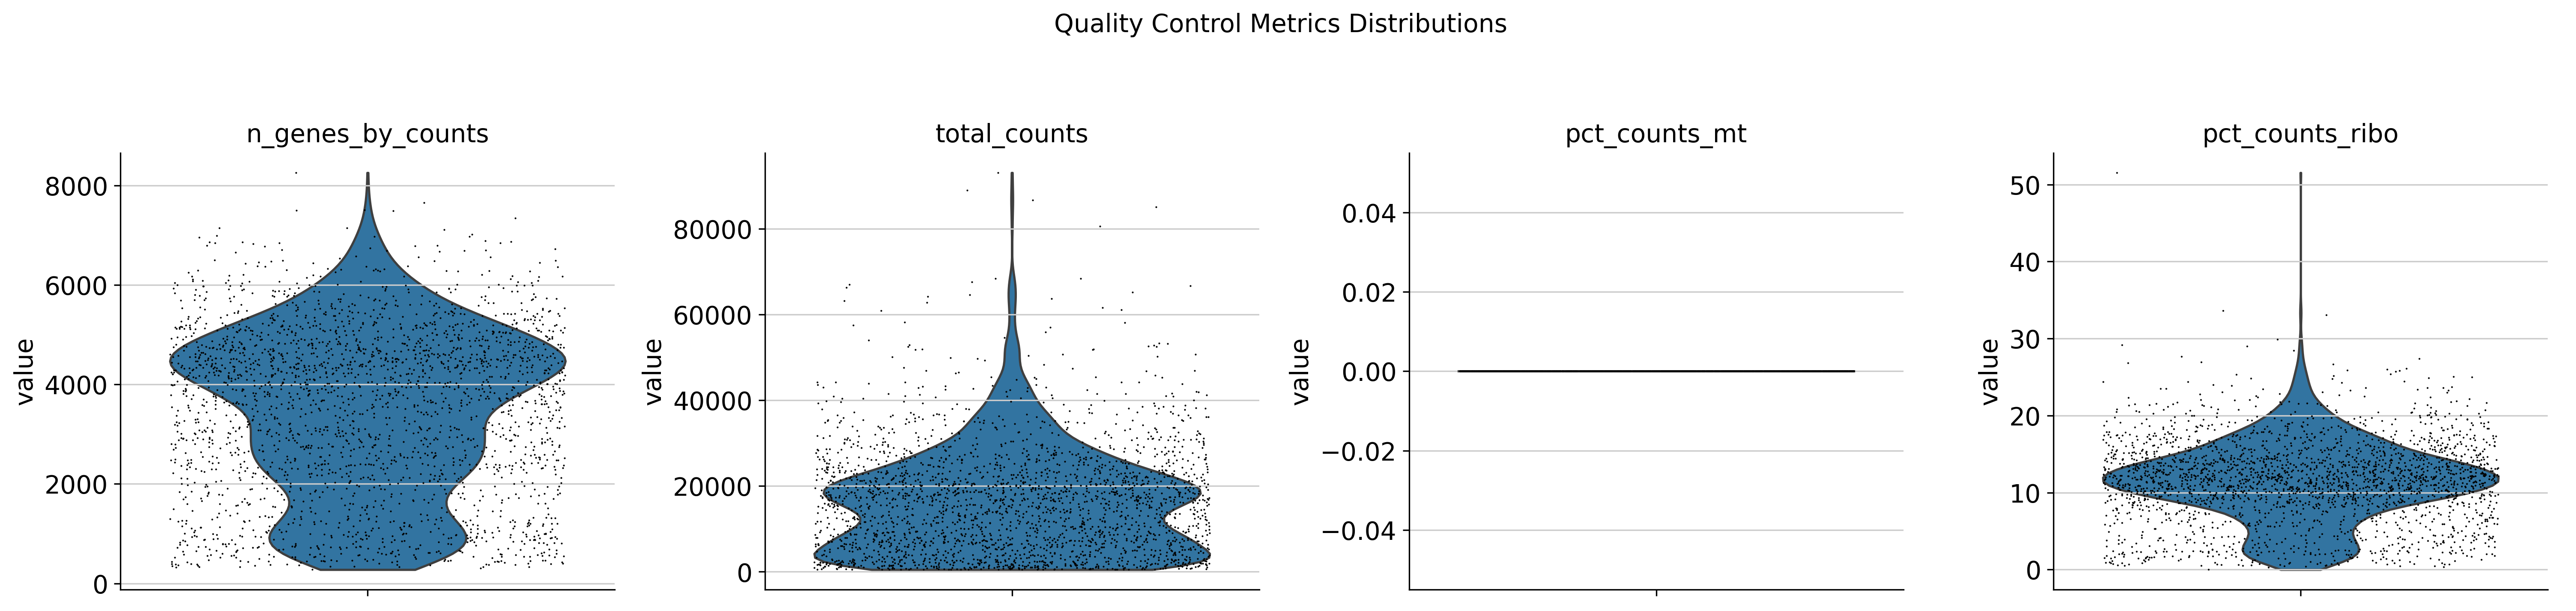 Quality Control Metrics Distributions
n_genes_by_counts
value
8000
6000
4000
2000
0
total_counts
value
80000
60000
40000
20000
0
pct_counts_mt
value
0.04
0.02
0.00
−0.02
−0.04
pct_counts_ribo
value
50
40
30
20
10
0